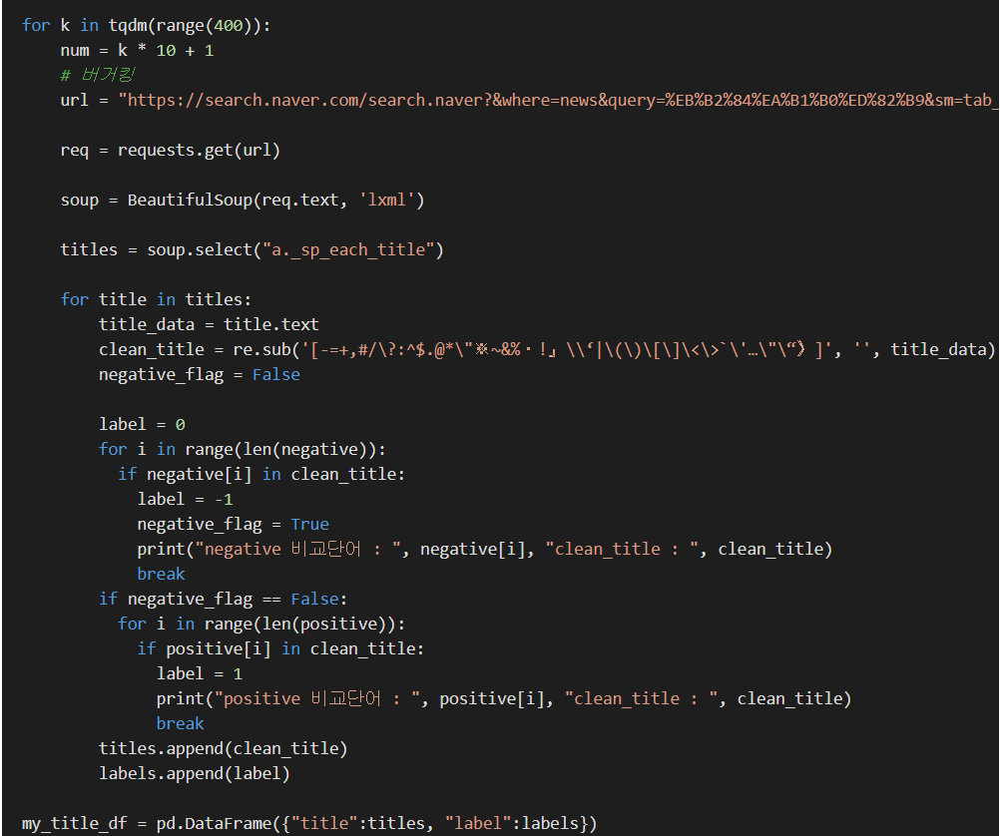 for k in tqdm(range(400)):
    num = k * 10 + 1
    # 버거킹
    url = "https://search.naver.com/search.naver?&where=news&query=%EB%B2%84%EA%B1%B0%ED%82%B9&sm=tab_
    req = requests.get(url)
    soup = BeautifulSoup(req.text, 'lxml')
    titles = soup.select("a._sp_each_title")
    for title in titles:
        title_data = title.text
        clean_title = re.sub('[-=+,#/\?:^$.@*\"※~&%ㆍ!』\\‘|\(\)\[\]\<\>`\'…\"\“》]', '', title_data)
        negative_flag = False
        label = 0
        for i in range(len(negative)):
          if negative[i] in clean_title:
            label = -1
            negative_flag = True
            print("negative 비교단어 : ", negative[i], "clean_title : ", clean_title)
            break
        if negative_flag == False:
          for i in range(len(positive)):
            if positive[i] in clean_title:
              label = 1
              print("positive 비교단어 : ", positive[i], "clean_title : ", clean_title)
              break
        titles.append(clean_title)
        labels.append(label)
my_title_df = pd.DataFrame({"title":titles, "label":labels})